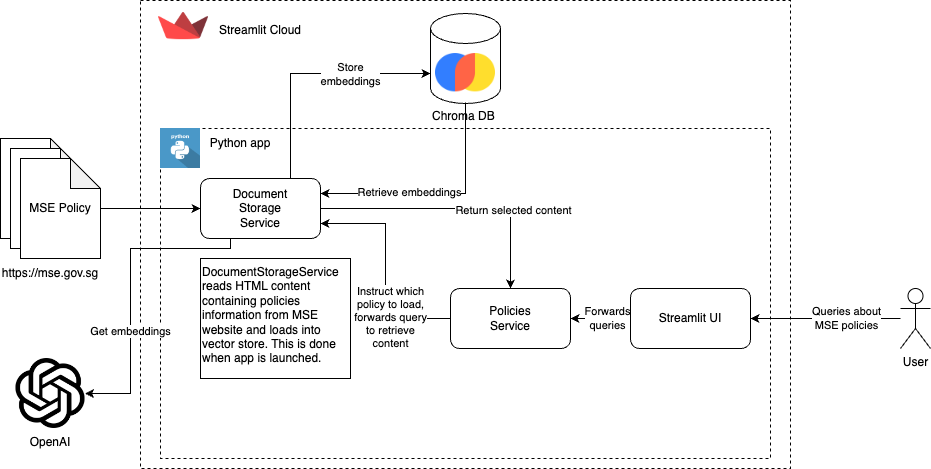 Streamlit Cloud
Store
embeddings
Chroma DB
python
Python app
MSE Policy
Document
Storage
Service
Retrieve embeddings
Return selected content
https://mse.gov.sg
DocumentStorageService
reads HTML content
containing policies
information from MSE
website and loads into
vector store. This is done
when app is launched.
Instruct which
policy to load,
forwards query
to retrieve
content
Policies
Service
Forwards
queries
Streamlit UI
Queries about
MSE policies
User
Get embeddings
OpenAI